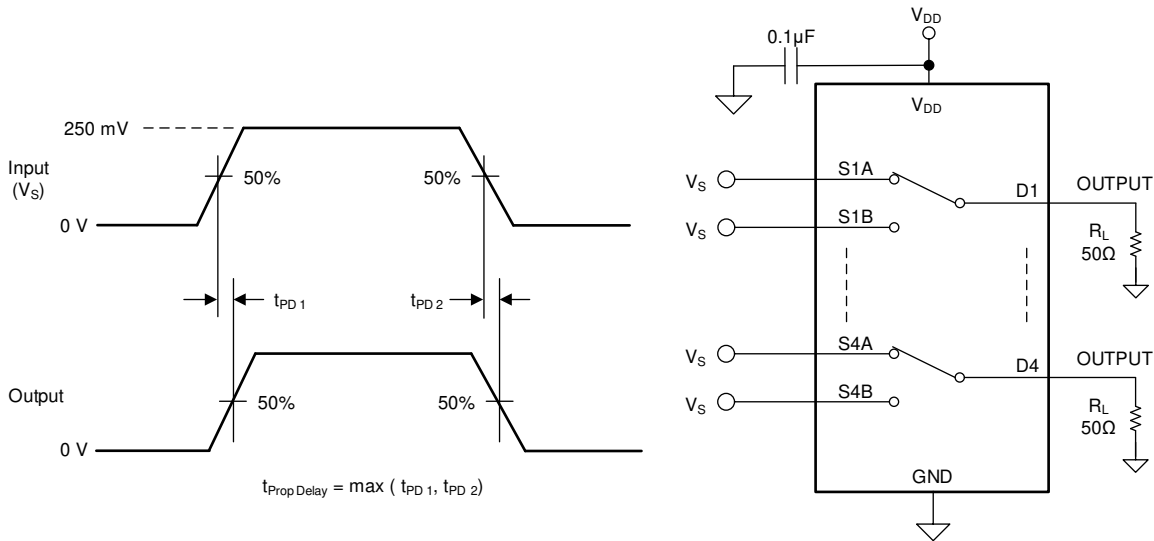 250 mV
Input
(VS)
50%
50%
0 V
tPD 1
tPD 2
Output
50%
50%
0 V
tProp Delay = max ( tPD 1, tPD 2)
VDD
0.1µF
VDD
VS
S1A
D1
OUTPUT
VS
S1B
RL
50Ω
VS
S4A
D4
OUTPUT
VS
S4B
RL
50Ω
GND